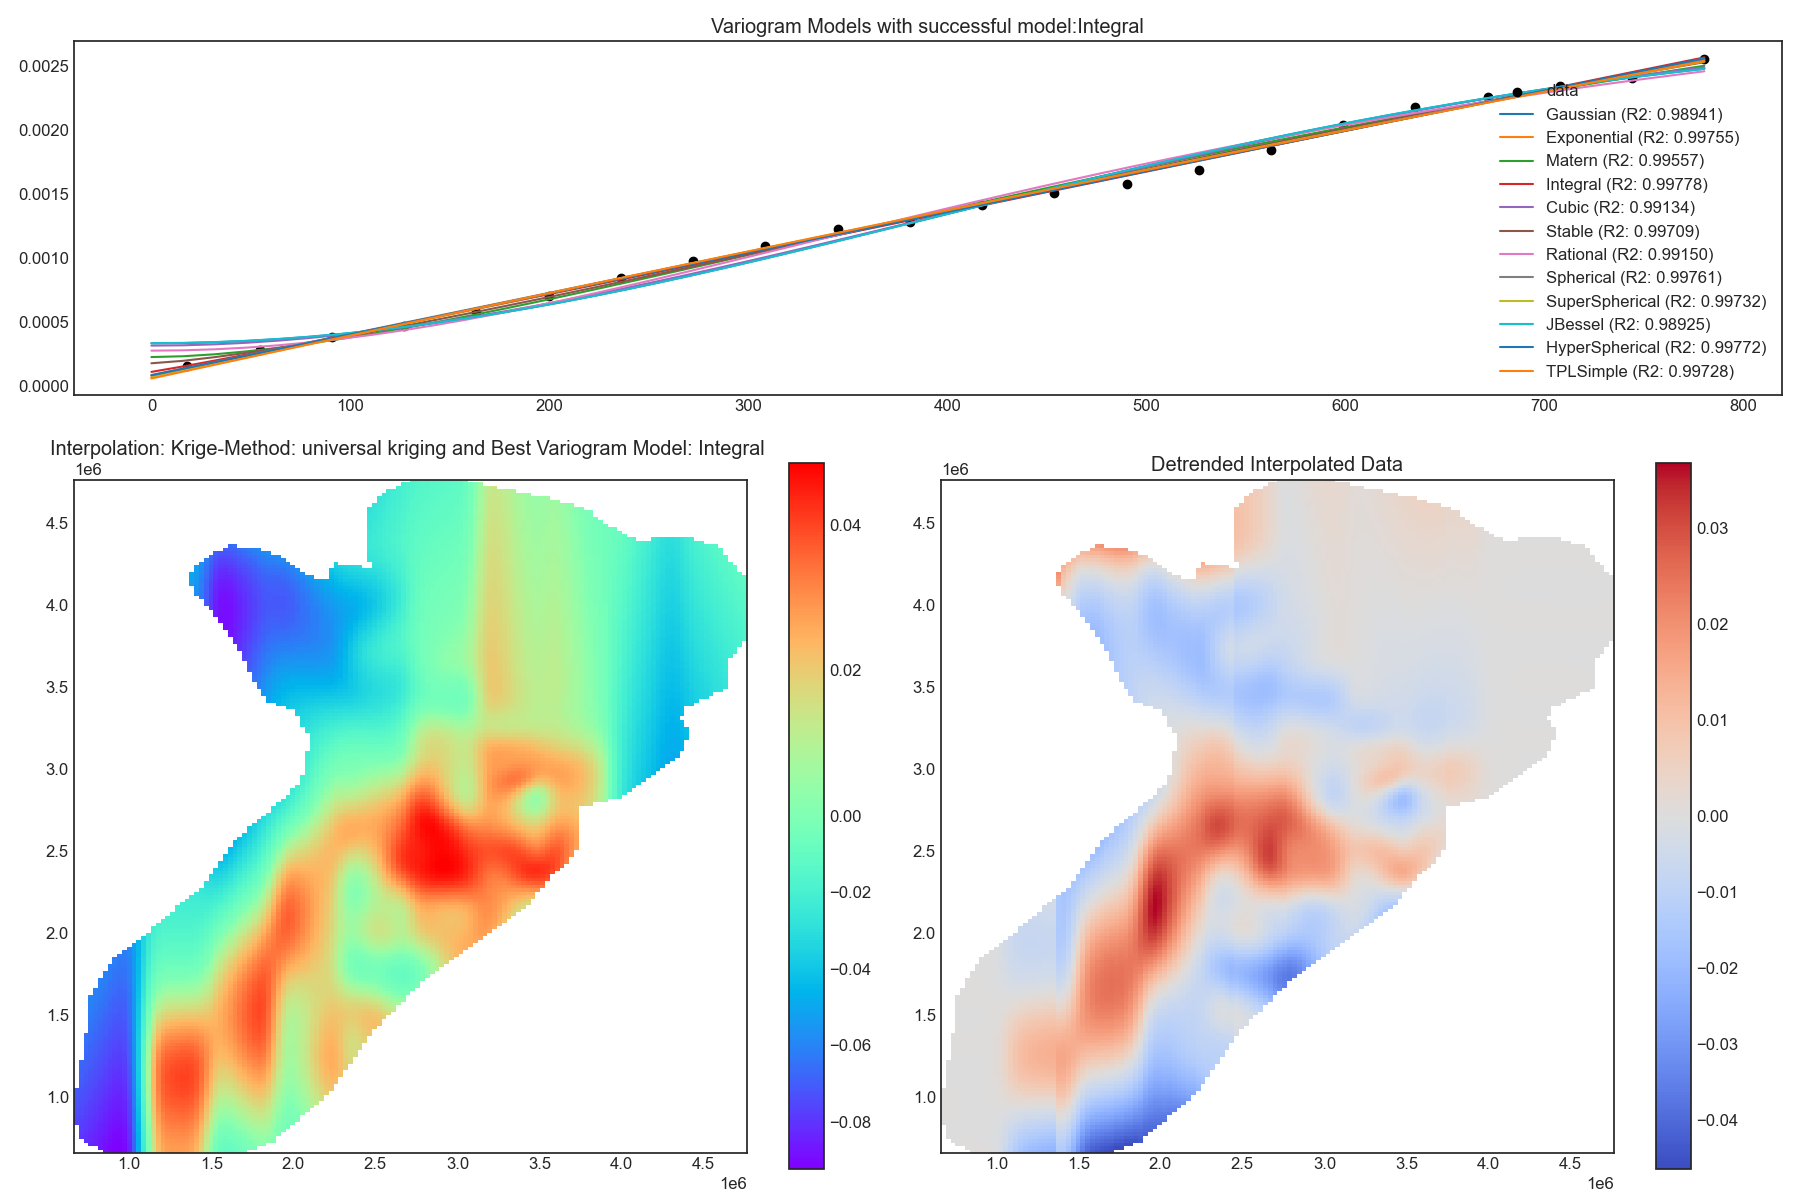 Variogram Models with successful model:Integral
0.0025
0.0020
0.0015
0.0010
0.0005
0.0000
data
Gaussian (R2: 0.98941)
Exponential (R2: 0.99755)
Matern (R2: 0.99557)
Integral (R2: 0.99778)
Cubic (R2: 0.99134)
Stable (R2: 0.99709)
Rational (R2: 0.99150)
Spherical (R2: 0.99761)
SuperSpherical (R2: 0.99732)
JBessel (R2: 0.98925)
HyperSpherical (R2: 0.99772)
TPLSimple (R2: 0.99728)
0 100 200 300 400 500 600 700 800
Interpolation: Krige-Method: universal kriging and Best Variogram Model: Integral
1e6
4.5
4.0
3.5
3.0
2.5
2.0
1.5
1.0
1.0 1.5 2.0 2.5 3.0 3.5 4.0 4.5
1e6
0.04
0.02
0.00
−0.02
−0.04
−0.06
−0.08
Detrended Interpolated Data
1e6
4.5
4.0
3.5
3.0
2.5
2.0
1.5
1.0
1.0 1.5 2.0 2.5 3.0 3.5 4.0 4.5
1e6
0.03
0.02
0.01
0.00
−0.01
−0.02
−0.03
−0.04